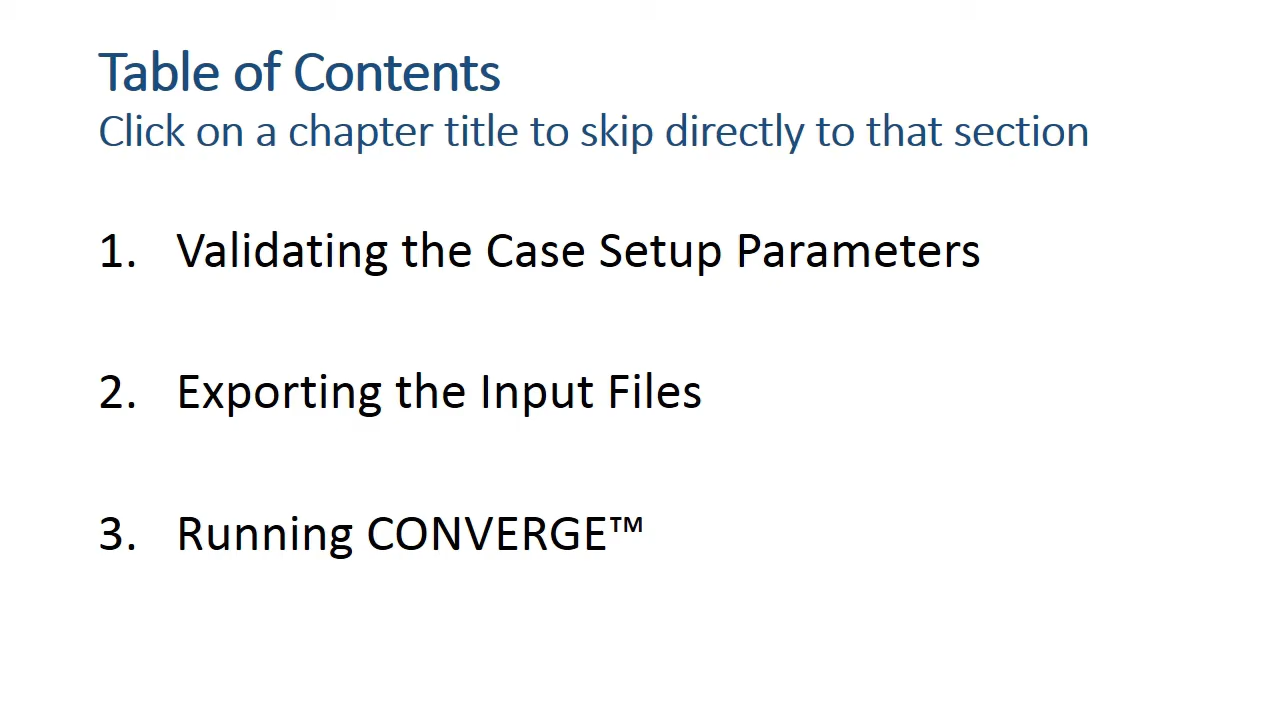 Table of Contents
Click on a chapter title to skip directly to that section
1. Validating the Case Setup Parameters
2. Exporting the Input Files
3. Running CONVERGE™